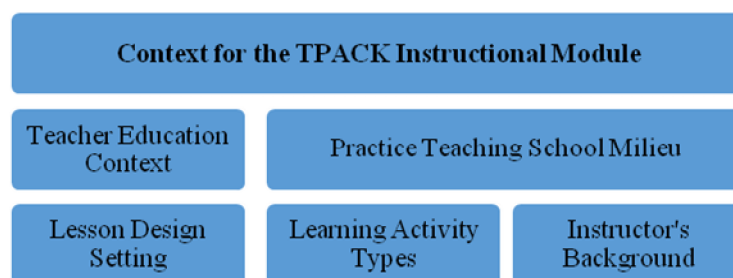 Context for the TPACK Instructional Module
Teacher Education
Context
Practice Teaching School Milieu
Lesson Design
Setting
Learning Activity
Types
Instructor's
Background